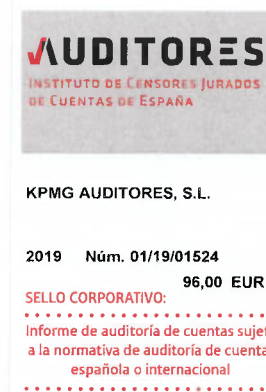 AUDITORES
INSTITUTO DE CENSORES JURADOS
DE CUENTAS DE ESPAÑA
KPMG AUDITORES, S.L.
2019 Núm. 01/19/01524
96,00 EUR
SELLO CORPORATIVO:
Informe de auditoría de cuentas sujet
a la normativa de auditoría de cuenta
española o internacional